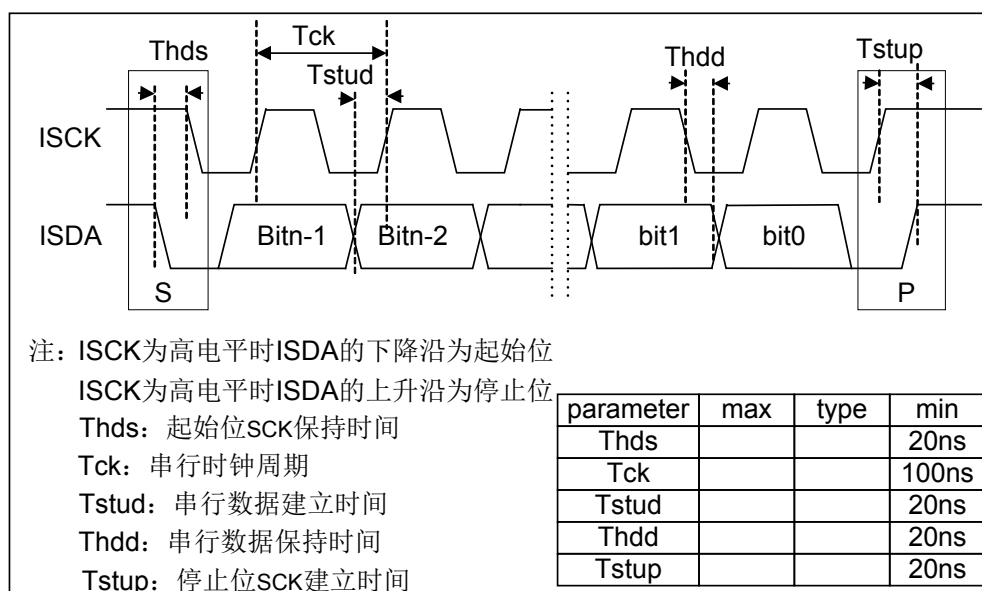 Tck
Thds
Tstud
Thdd
Tstup
ISCK
ISDA
Bitn-1
Bitn-2
bit1
bit0
S
P
注：ISCK为高电平时ISDA的下降沿为起始位
ISCK为高电平时ISDA的上升沿为停止位
Thds：起始位SCK保持时间
Tck：串行时钟周期
Tstud：串行数据建立时间
Thdd：串行数据保持时间
Tstup：停止位SCK建立时间
parameter max type min
Thds 20ns
Tck 100ns
Tstud 20ns
Thdd 20ns
Tstup 20ns